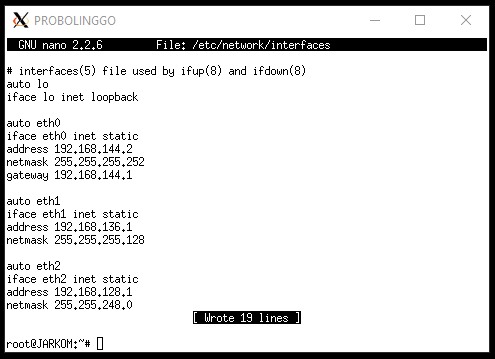 PROBOLINGGO
GNU nano 2.2.6 File: /etc/network/interfaces
# interfaces(5) file used by ifup(8) and ifdown(8)
auto lo
iface lo inet loopback
auto eth0
iface eth0 inet static
address 192.168.144.2
netmask 255.255.255.252
gateway 192.168.144.1
auto eth1
iface eth1 inet static
address 192.168.136.1
netmask 255.255.255.128
auto eth2
iface eth2 inet static
address 192.168.128.1
netmask 255.255.248.0
[ Wrote 19 lines ]
root@JARKOM:~#